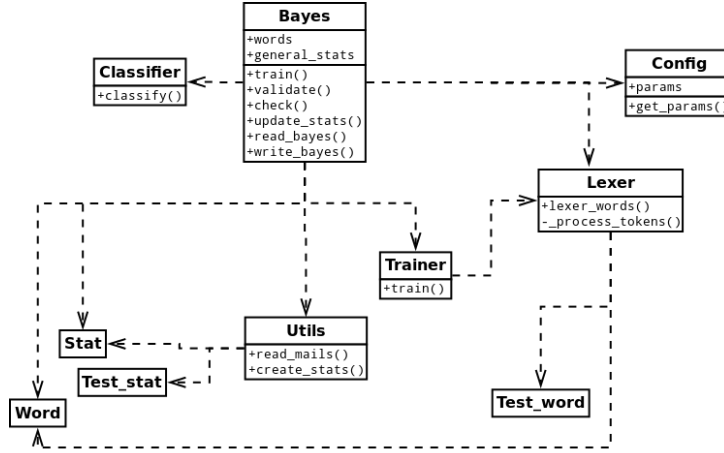 Bayes
+words
+general_stats
+train()
+validate()
+check()
+update_stats()
+read_bayes()
+write_bayes()
Classifier
+classify()
Config
+params
+get_params()
Lexer
+lexer_words()
-_process_tokens()
Trainer
+train()
Utils
+read_mails()
+create_stats()
Stat
Test_stat
Word
Test_word